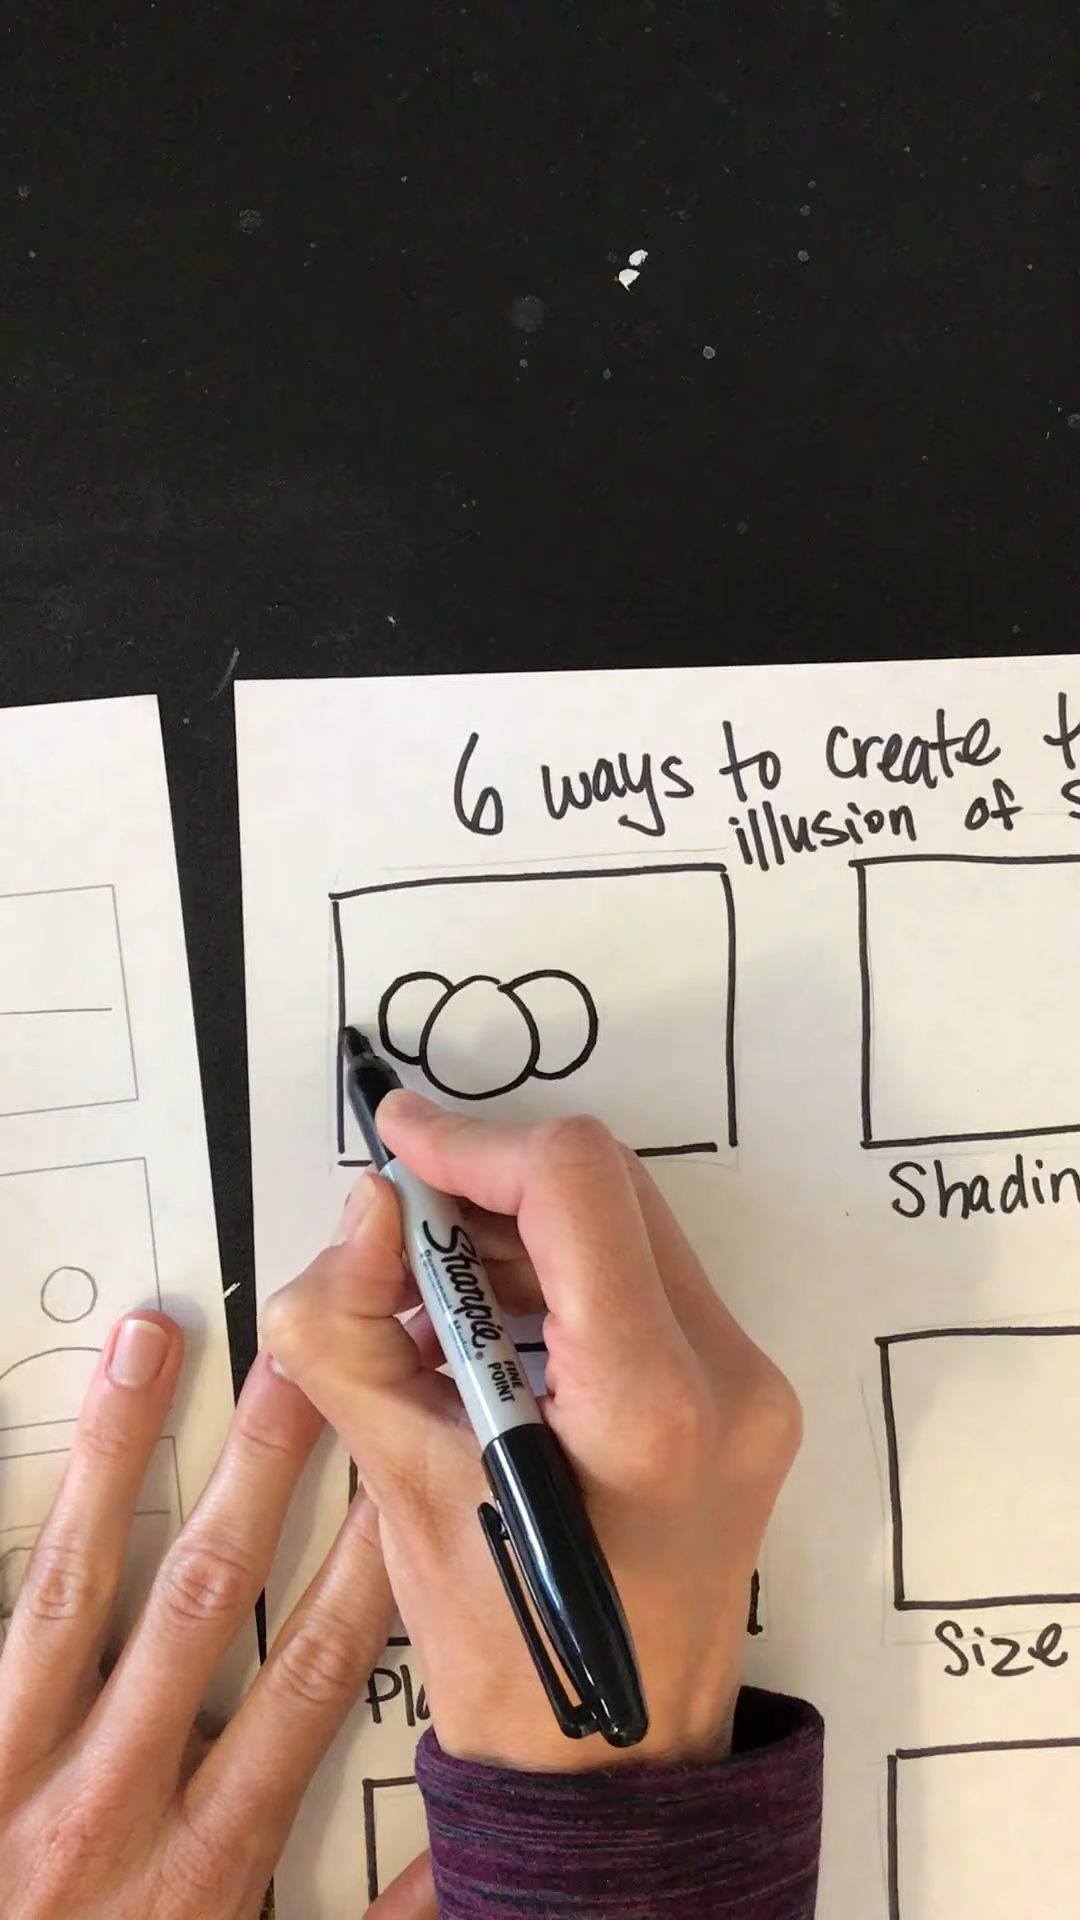 6 ways to create
illusion of
Shadin
Sharpie
FINE
POINT
Size